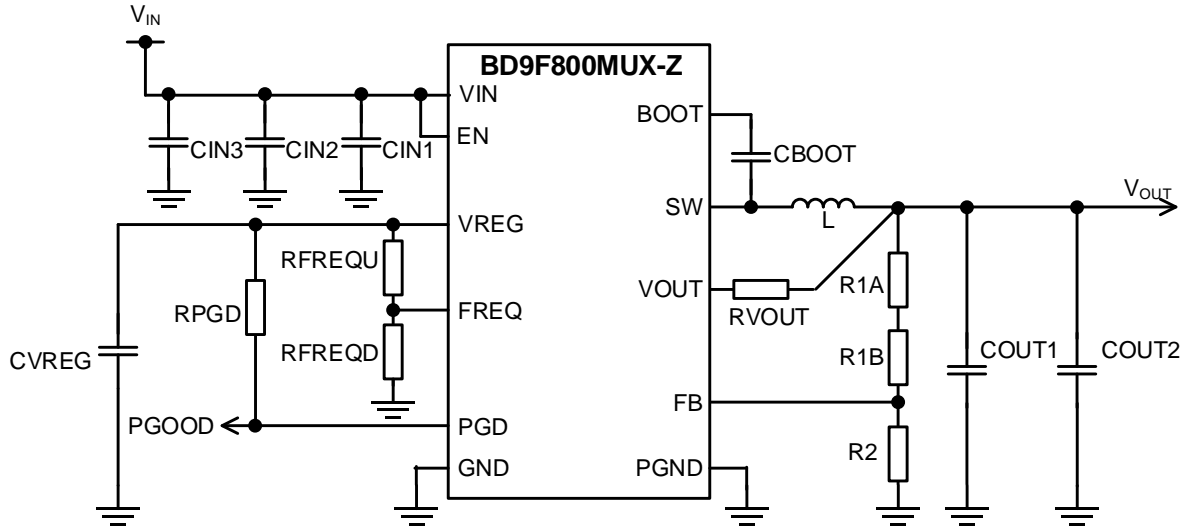 VIN
BD9F800MUX-Z
VIN
BOOT
EN
CIN3
CIN2
CIN1
CBOOT
SW
VOUT
L
VREG
RFREQU
VOUT
R1A
RPGD
FREQ
RVOUT
RFREQD
R1B
COUT1
COUT2
CVREG
FB
PGOOD
PGD
R2
GND
PGND